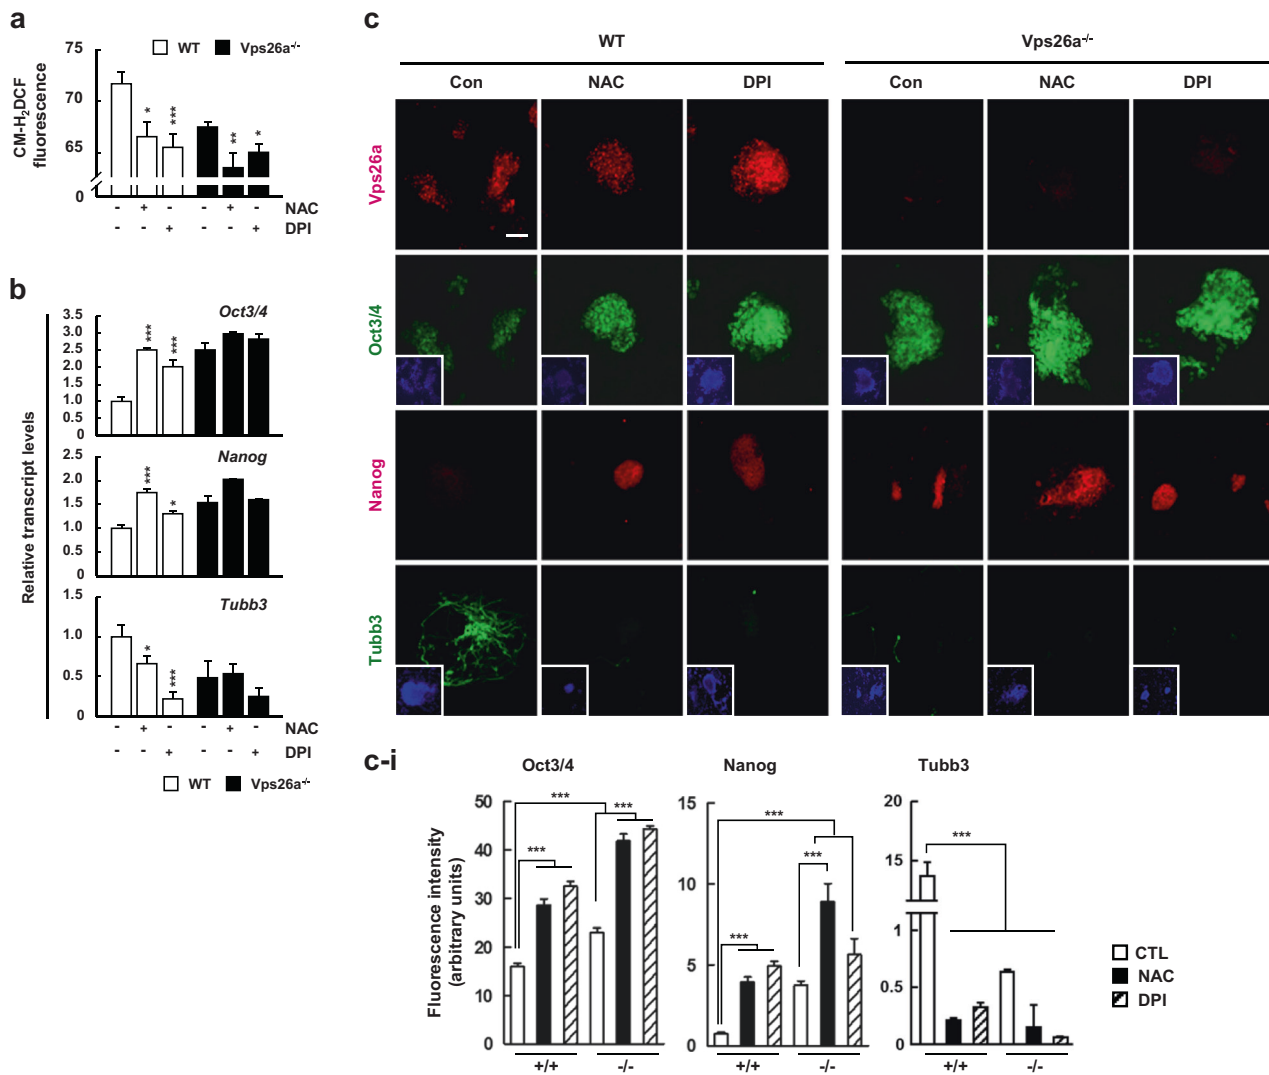 a
WT Vps26a-/-
CM-H2DCF
fluorescence
75
70
65
0
* *** ** *
- + - - + - NAC
- - + - - + DPI
b
Relative transcript levels
Oct3/4
3.5
3.0
2.5
2.0
1.5
1.0
0.5
0
*** ***
Nanog
2.5
2.0
1.5
1.0
0.5
0
*** *
Tubb3
1.0
0.5
0
* ***
- + - - + - NAC
- - + - - + DPI
WT Vps26a-/-
c
WT Vps26a-/-
Con NAC DPI Con NAC DPI
Vps26a
Oct3/4
Nanog
Tubb3
c-i
Fluorescence intensity
(arbitrary units)
Oct3/4
50
40
30
20
10
0
*** *** ***
+/+ -/-
Nanog
15
10
5
0
*** *** ***
+/+ -/-
Tubb3
20
15
1
0.5
0
***
+/+ -/-
CTL
NAC
DPI